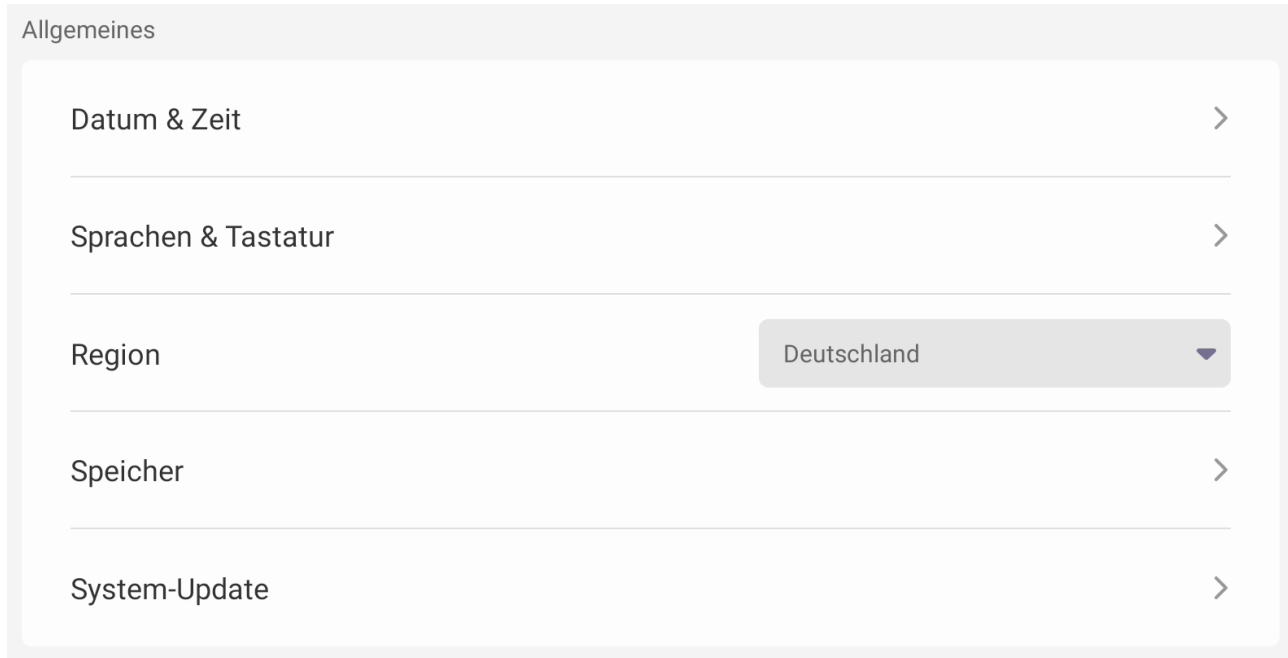 Allgemeines
Datum & Zeit
Sprachen & Tastatur
Region
Deutschland
Speicher
System-Update